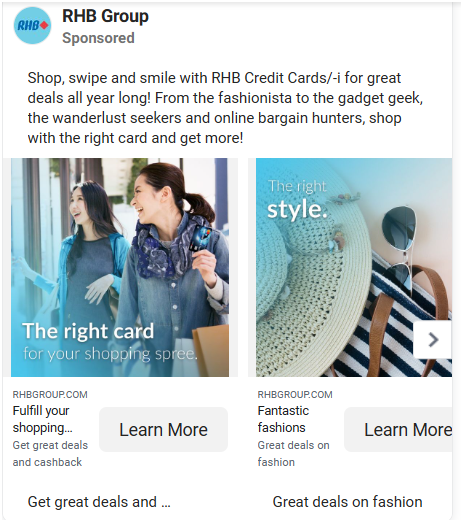 RHB
RHB Group
Sponsored
Shop, swipe and smile with RHB Credit Cards/-i for great
deals all year long! From the fashionista to the gadget geek,
the wanderlust seekers and online bargain hunters, shop
with the right card and get more!
The right card
for your shopping spree.
The right
style.
RHBGROUP.COM
Fulfill your
shopping...
Get great deals
and cashback
Learn More
RHBGROUP.COM
Fantastic
fashions
Great deals on
fashion
Learn More
Get great deals and ...
Great deals on fashion